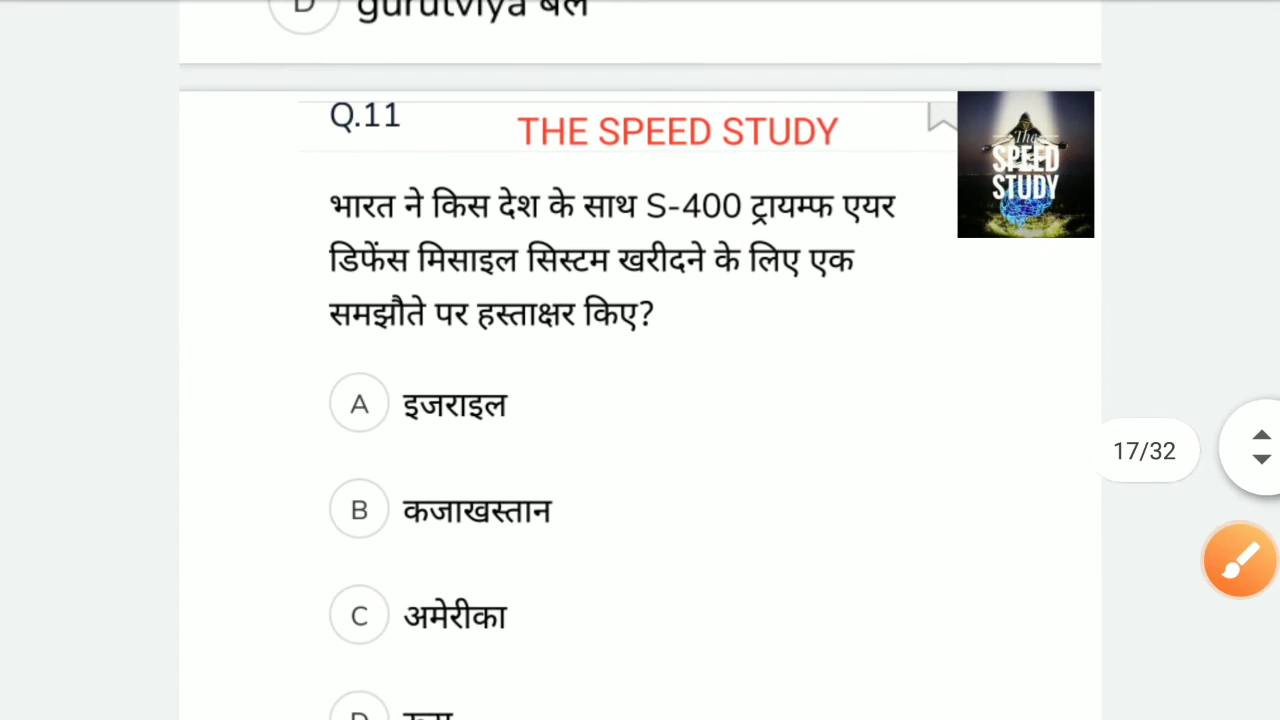 D gurutviya बल
Q.11
THE SPEED STUDY
The
SPEED
STUDY
भारत ने किस देश के साथ S-400 ट्रायम्फ एयर
डिफेंस मिसाइल सिस्टम खरीदने के लिए एक
समझौते पर हस्ताक्षर किए?
A इजराइल
B कजाखस्तान
17/32
C अमेरीका
D